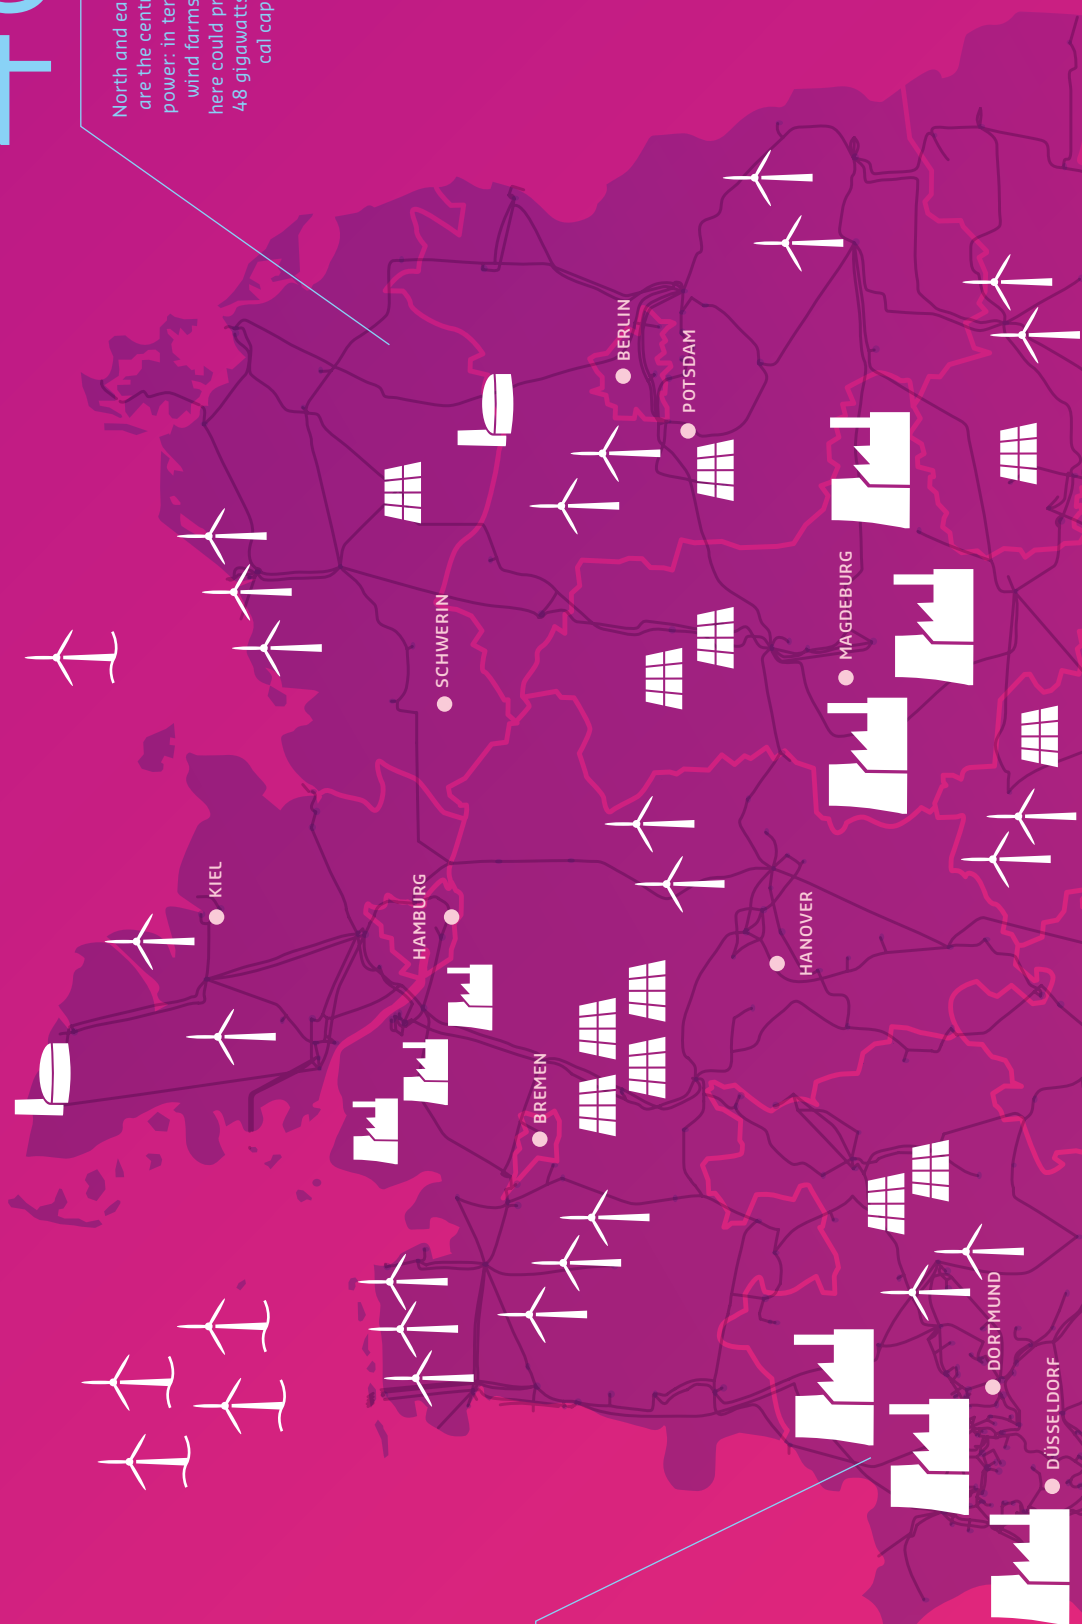 North and ea
are the centr
power: in ter
wind farms
here could pr
48 gigawatts
cal cap
KIEL
HAMBURG
SCHWERIN
BREMEN
BERLIN
POTSDAM
HANOVER
MAGDEBURG
DORTMUND
DÜSSELDORF